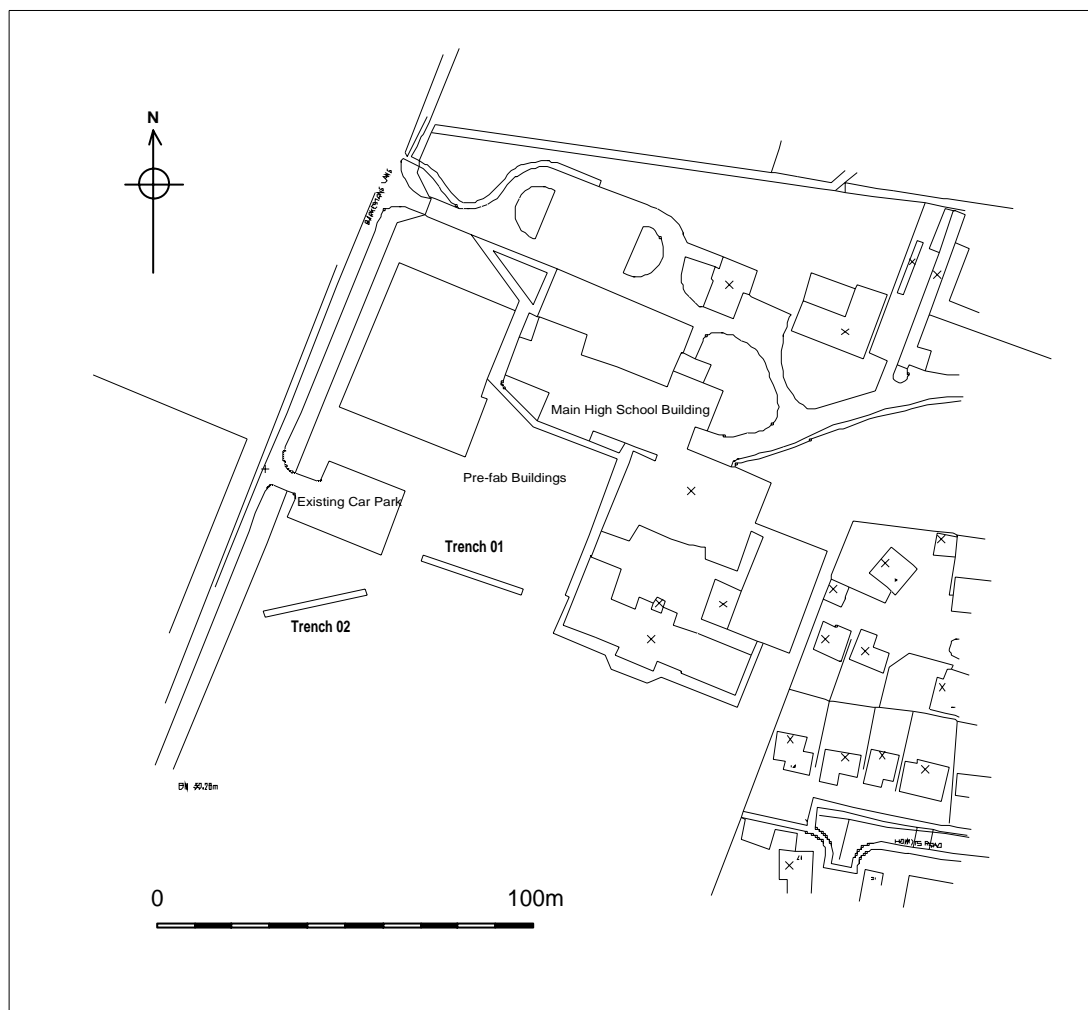 N
Main High School Building
Pre-fab Buildings
Existing Car Park
Trench 01
Trench 02
0 100m